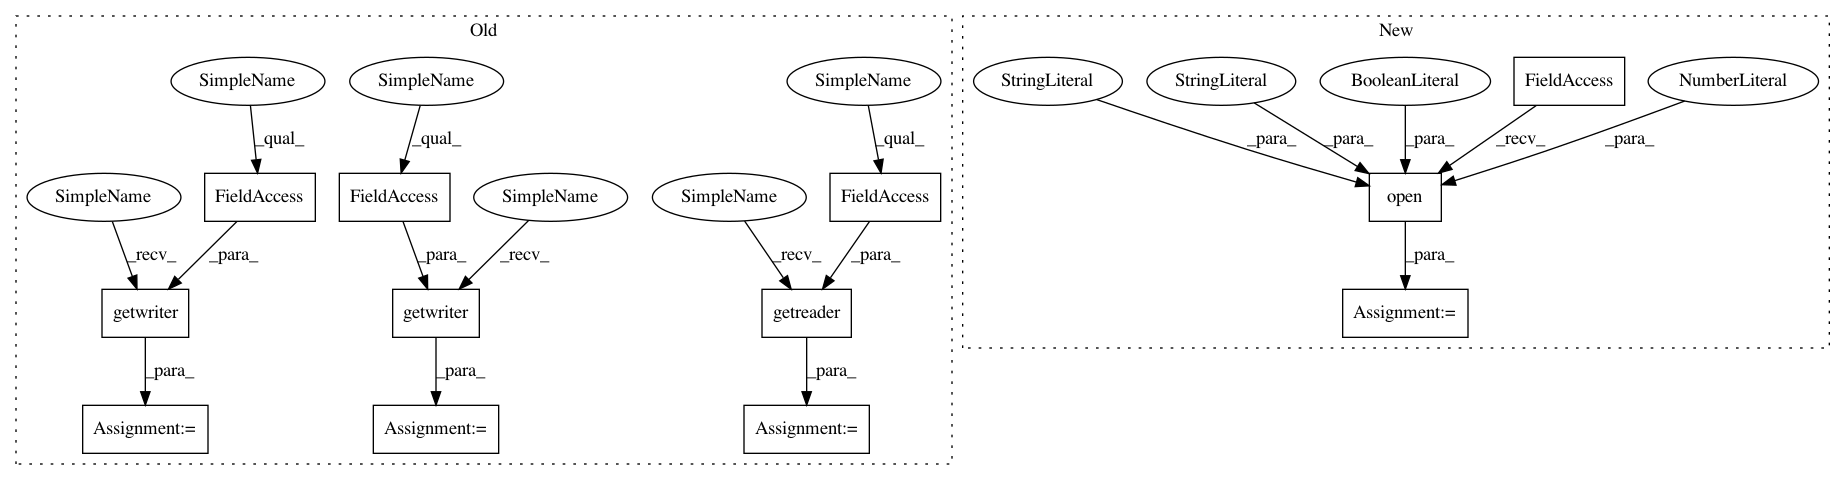 Old
New
SimpleName
SimpleName
SimpleName
StringLiteral
StringLiteral
BooleanLiteral
FieldAccess
NumberLiteral
_qual_
_qual_
_qual_
_para_
_para_
_para_
_recv_
_para_
SimpleName
FieldAccess
FieldAccess
SimpleName
SimpleName
FieldAccess
open
_recv_
_para_
_para_
_recv_
_recv_
_para_
_para_
getwriter
getwriter
getreader
Assignment:=
_para_
_para_
_para_
Assignment:=
Assignment:=
Assignment:=